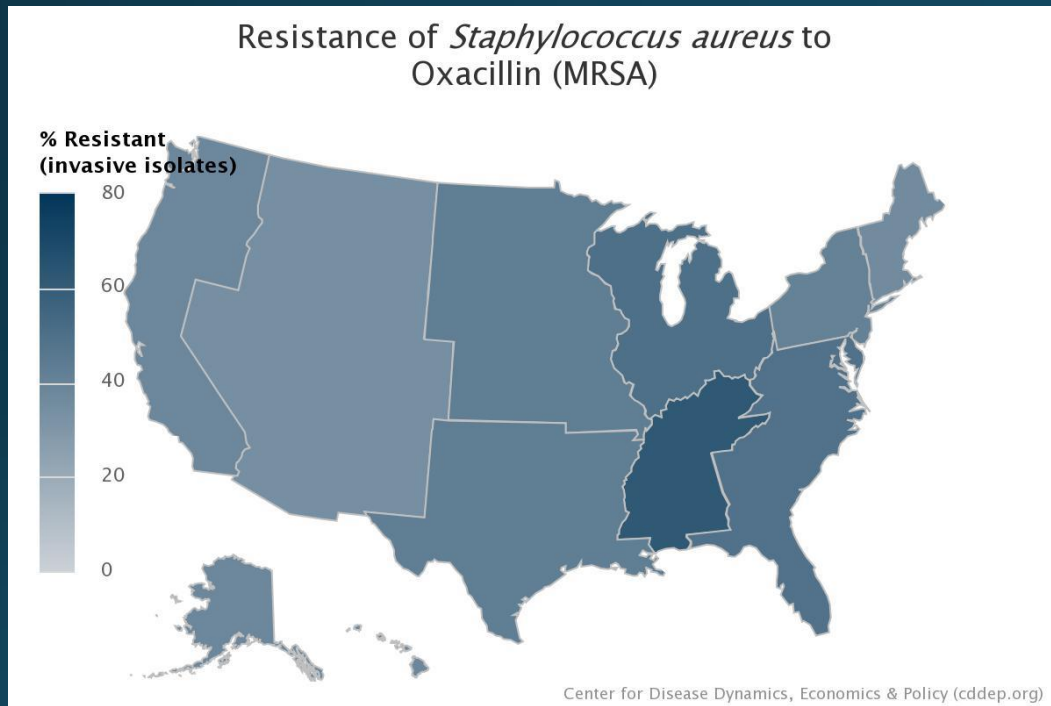 Resistance of Staphylococcus aureus to
Oxacillin (MRSA)
% Resistant
(invasive isolates)
80
60
40
20
0
Center for Disease Dynamics, Economics & Policy (cddep.org)